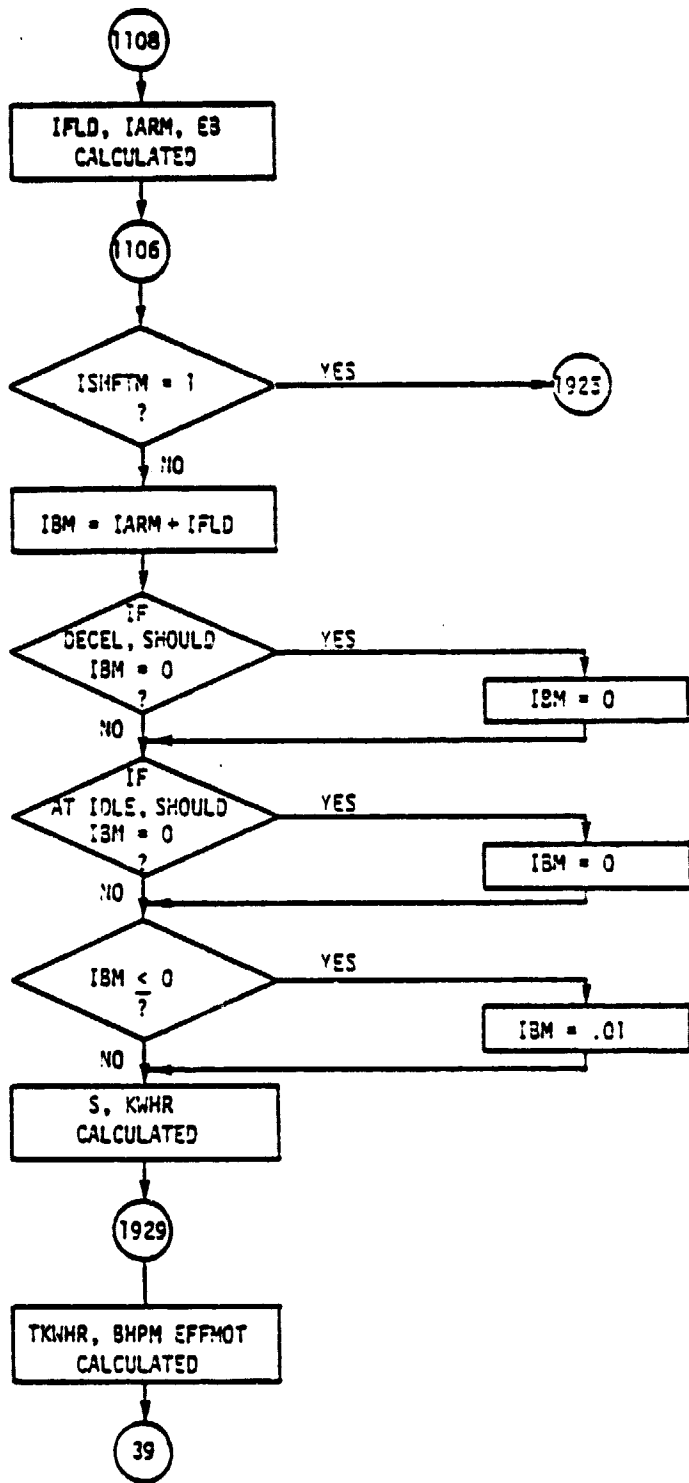 1108
IFLD, IARM, EB
CALCULATED
1106
ISHFTM = 1
?
YES
1923
NO
IBM = IARM + IFLD
IF
DECEL, SHOULD
IBM = 0
?
YES
IBM = 0
NO
IF
AT IDLE, SHOULD
IBM = 0
?
YES
IBM = 0
NO
IBM ≤ 0
?
YES
IBM = .01
NO
S, KWHR
CALCULATED
1929
TKWHR, BHPM EFFMOT
CALCULATED
39